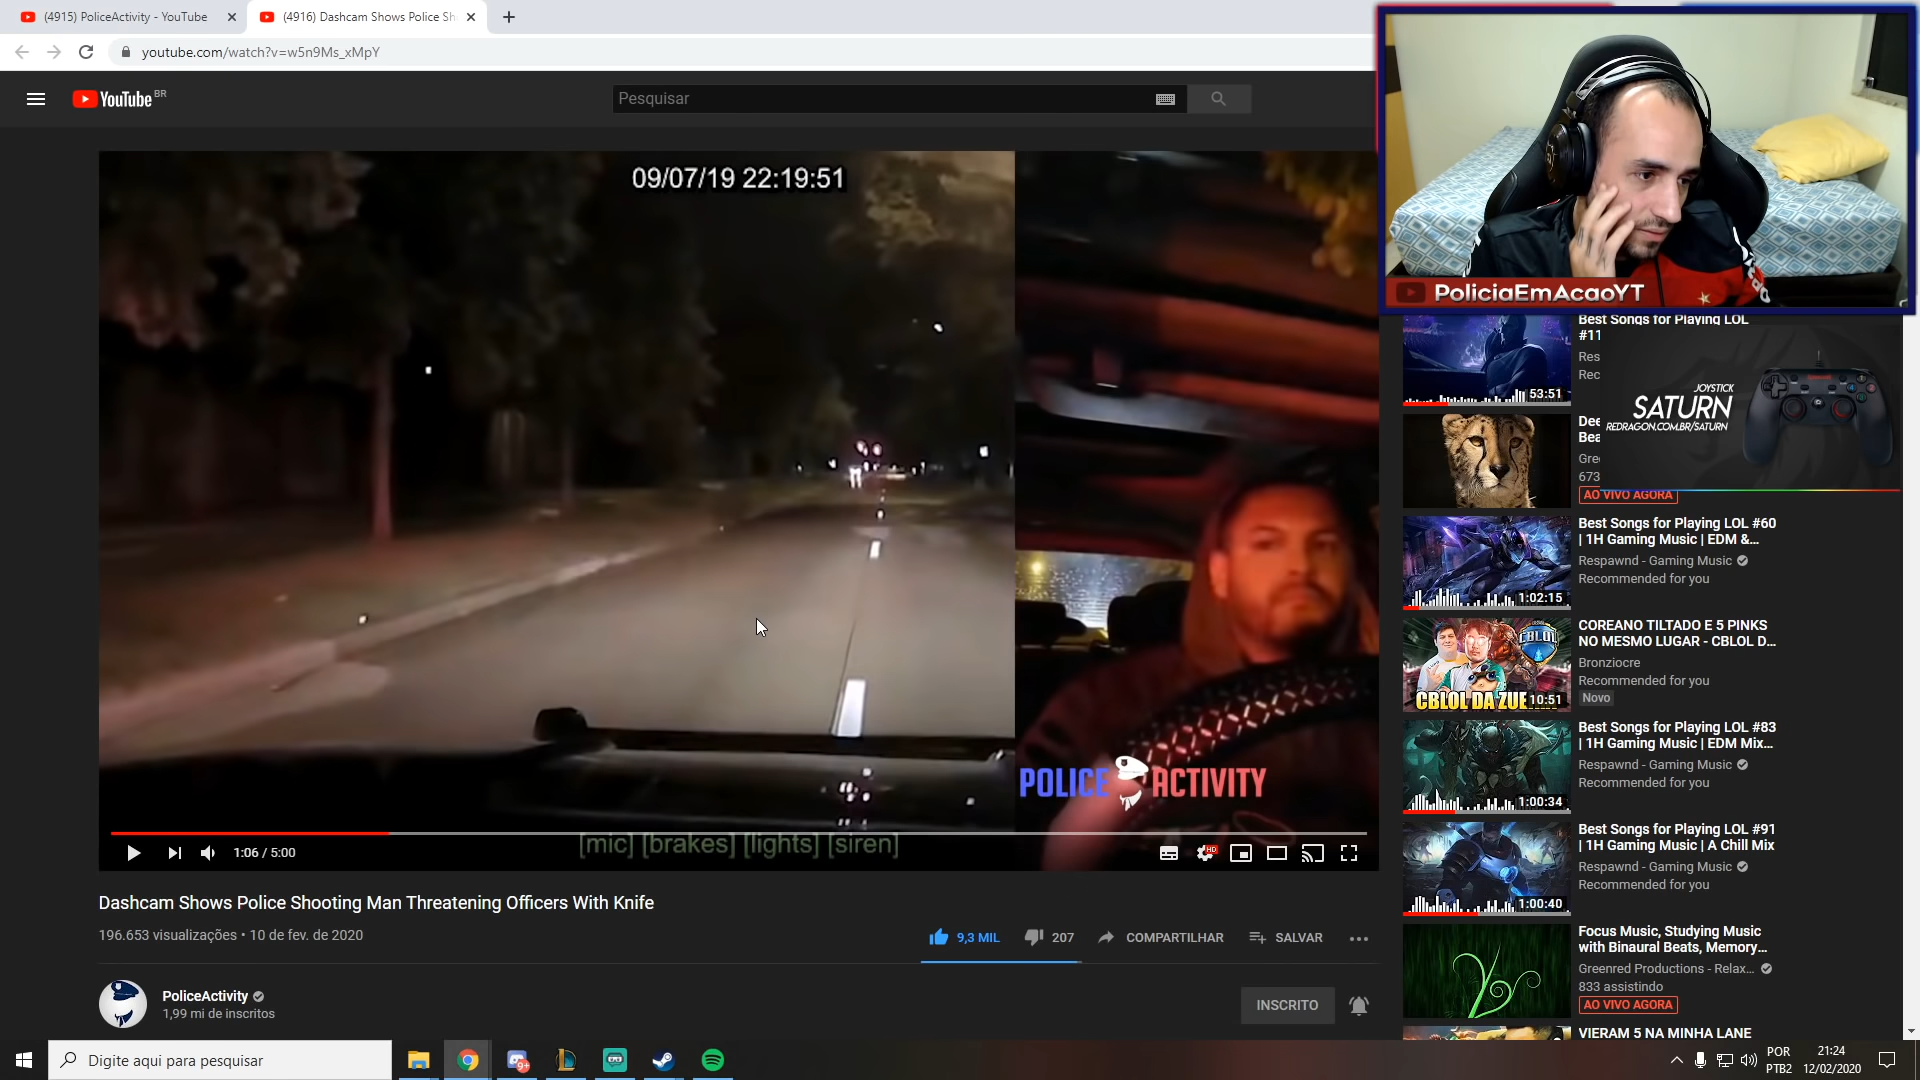 (4915) PoliceActivity - YouTube
(4916) Dashcam Shows Police Sh
youtube.com/watch?v=w5n9Ms_xMpY
YouTube BR
Pesquisar
09/07/19 22:19:51
POLICE ACTIVITY
[mic] [brakes] [lights] [siren]
1:06 / 5:00
HD
Dashcam Shows Police Shooting Man Threatening Officers With Knife
196.653 visualizações • 10 de fev. de 2020
9,3 MIL
207
COMPARTILHAR
SALVAR
PoliceActivity
1,99 mi de inscritos
INSCRITO
PoliciaEmAcaoYT
Best Songs for Playing LOL
#11
Res
Rec
53:51
JOYSTICK
SATURN
REDRAGON.COM.BR/SATURN
Dee
Bea
Gre
673
AO VIVO AGORA
Best Songs for Playing LOL #60
| 1H Gaming Music | EDM &...
Respawnd - Gaming Music
Recommended for you
1:02:15
COREANO TILTADO E 5 PINKS
NO MESMO LUGAR - CBLOL D...
Bronziocre
Recommended for you
Novo
CBLOL
CBLOL DA ZUE
10:51
Best Songs for Playing LOL #83
| 1H Gaming Music | EDM Mix...
Respawnd - Gaming Music
Recommended for you
1:00:34
Best Songs for Playing LOL #91
| 1H Gaming Music | A Chill Mix
Respawnd - Gaming Music
Recommended for you
1:00:40
Focus Music, Studying Music
with Binaural Beats, Memory...
Greenred Productions - Relax...
833 assistindo
AO VIVO AGORA
VIERAM 5 NA MINHA LANE
Digite aqui para pesquisar
9+
POR
PTB2
21:24
12/02/2020